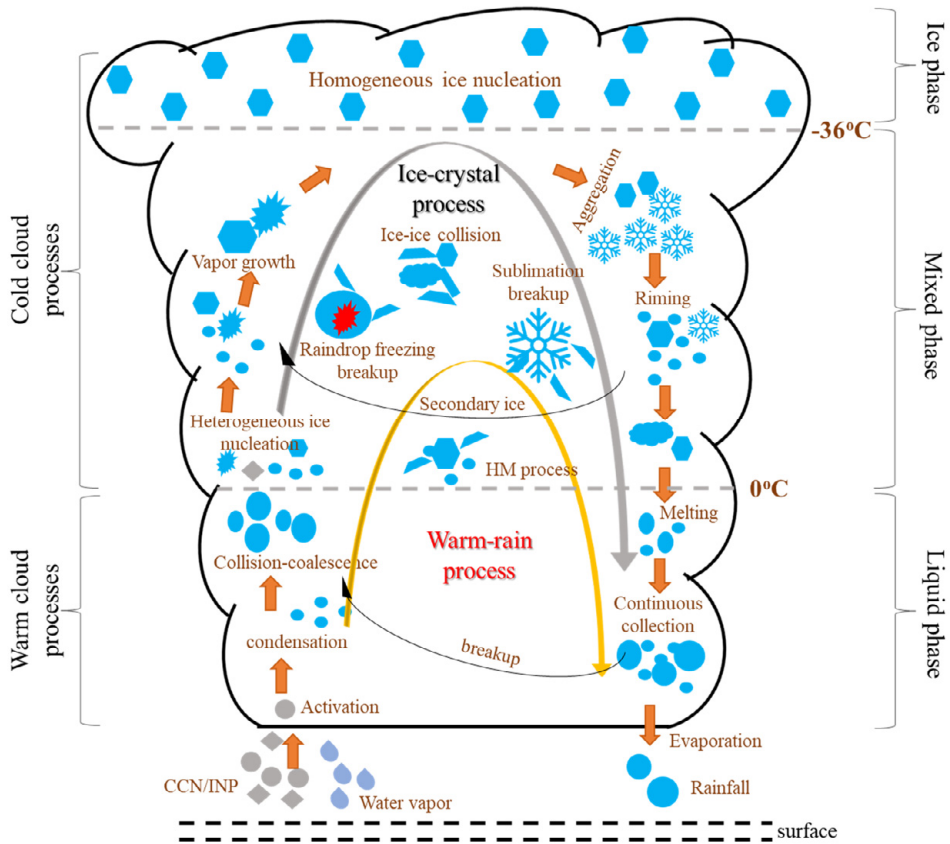 Ice phase
Homogeneous ice nucleation
-36°C
Ice-crystal
process
Aggregation
Ice-ice collision
Vapor growth
Sublimation
breakup
Riming
Cold cloud
processes
Mixed phase
Raindrop freezing
breakup
Secondary ice
Heterogeneous ice
nucleation
HM process
0°C
Melting
Warm-rain
process
Collision-coalescence
Continuous
collection
Warm cloud
processes
Liquid phase
condensation
breakup
Activation
Evaporation
CCN/INP
Water vapor
Rainfall
surface